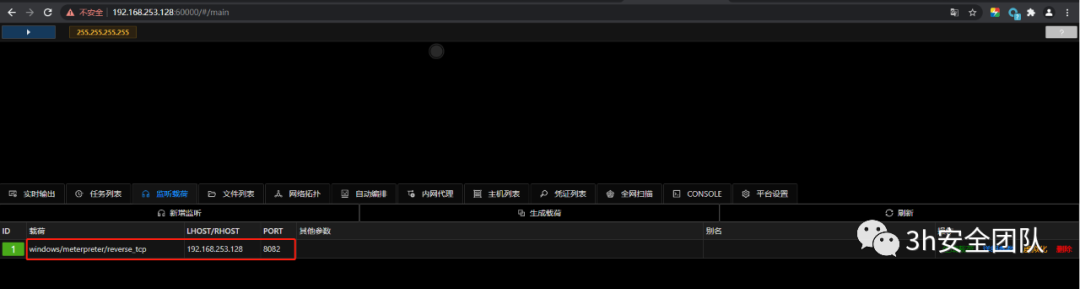 不安全 192.168.253.128:60000/#/main
255.255.255.255 ?
实时输出 任务列表 监听载荷 文件列表 网络拓扑 自动编排 内网代理 主机列表 凭证列表 全网扫描 CONSOLE 平台设置
新增监听 生成载荷 刷新
ID 载荷 LHOST/RHOST PORT 其他参数 别名
1 windows/meterpreter/reverse_tcp 192.168.253.128 8082 删除
3h安全团队